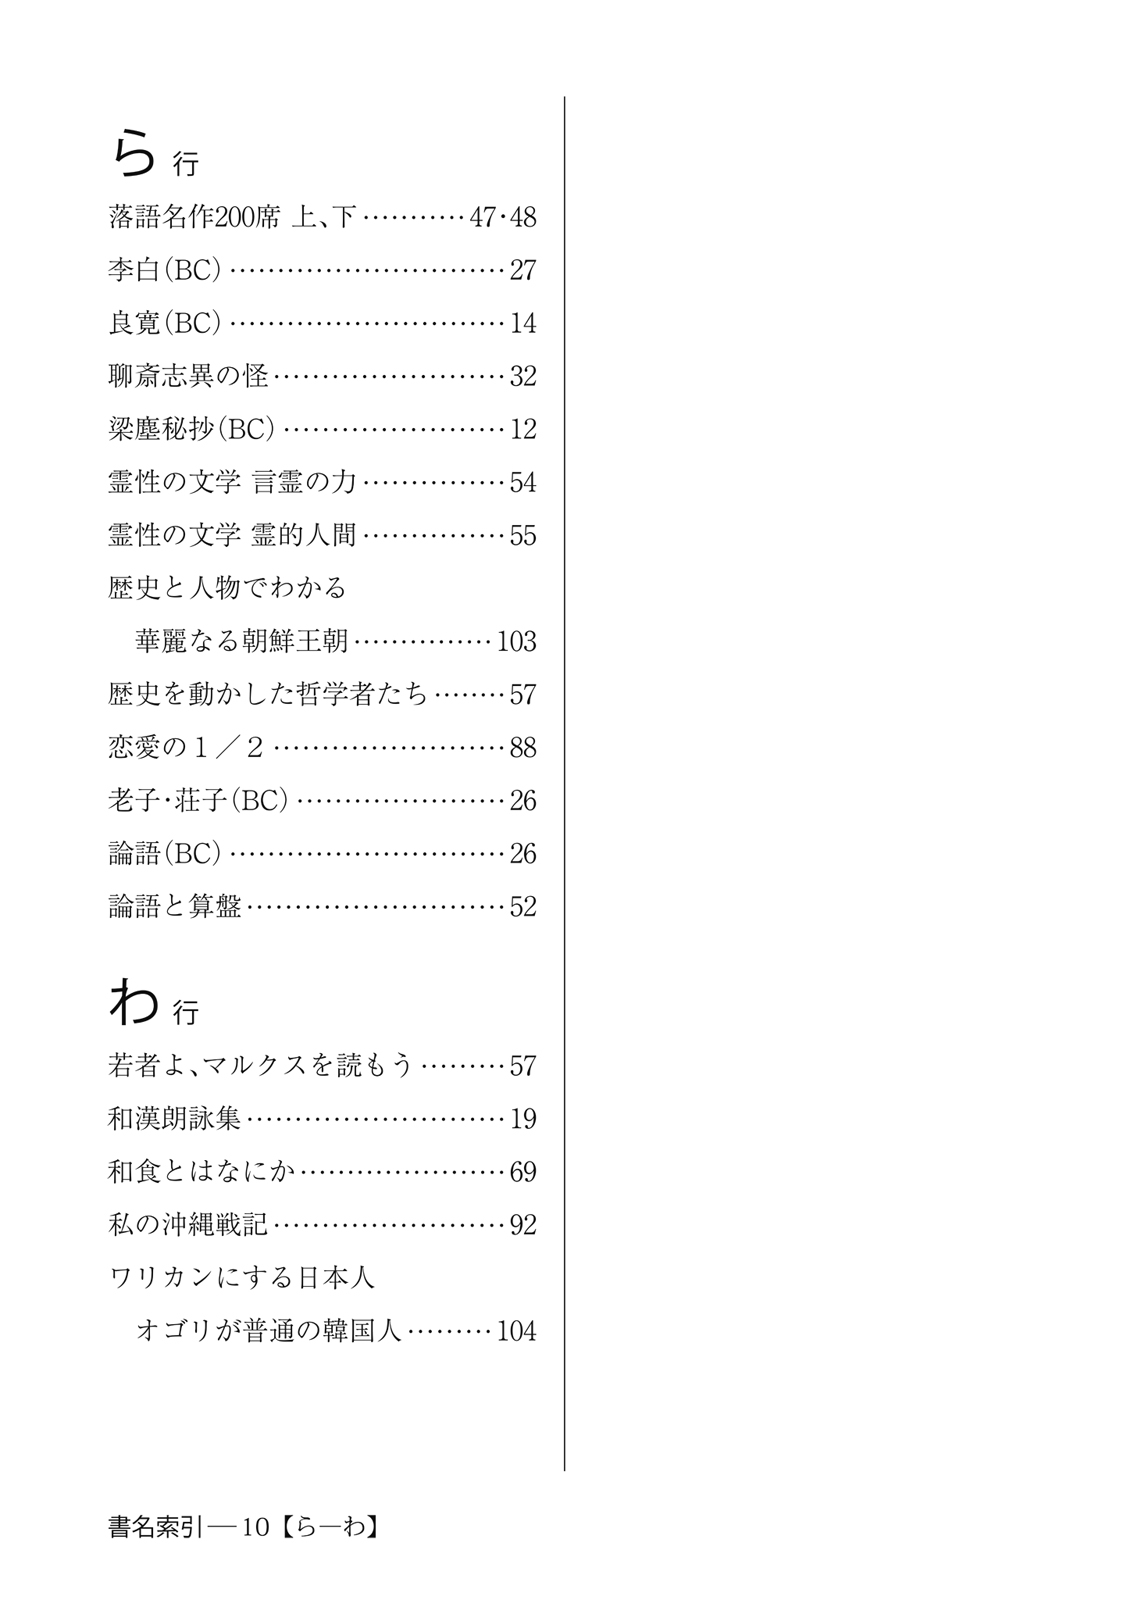 ら 行
落語名作200席 上、下…………47・48
李白(BC)…………………………27
良寛(BC)…………………………14
聊斎志異の怪……………………32
梁塵秘抄(BC)……………………12
霊性の文学 言霊の力……………54
霊性の文学 霊的人間……………55
歴史と人物でわかる
華麗なる朝鮮王朝……………103
歴史を動かした哲学者たち………57
恋愛の１／２……………………88
老子・荘子(BC)…………………26
論語(BC)…………………………26
論語と算盤………………………52
わ 行
若者よ、マルクスを読もう………57
和漢朗詠集………………………19
和食とはなにか…………………69
私の沖縄戦記……………………92
ワリカンにする日本人
オゴリが普通の韓国人………104
書名索引―10【ら―わ】